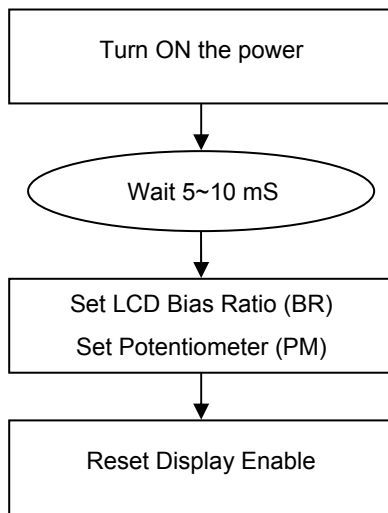 Turn ON the power
Wait 5~10 mS
Set LCD Bias Ratio (BR)
Set Potentiometer (PM)
Reset Display Enable